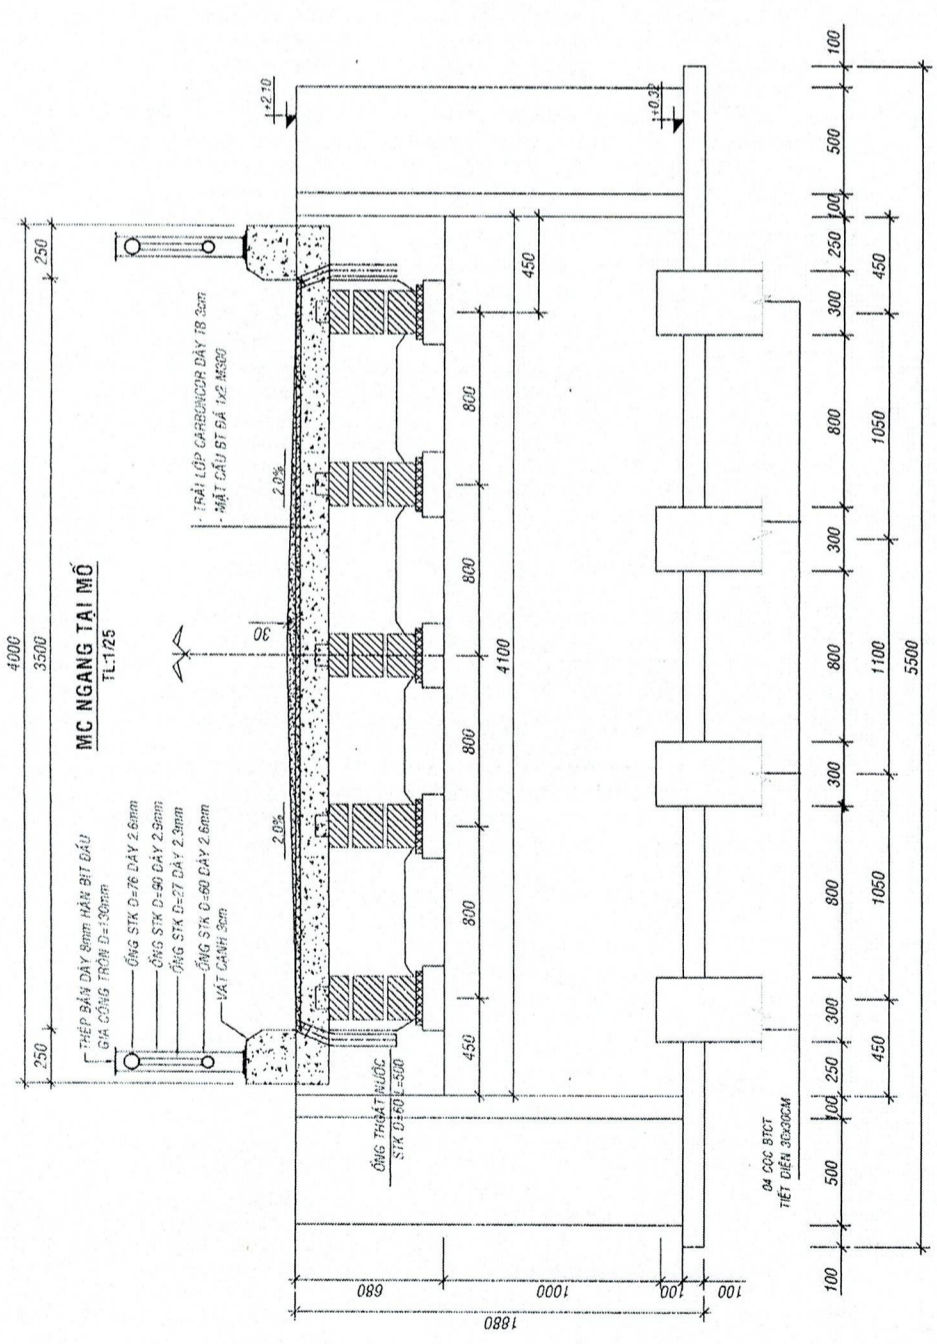 4000
250
3500
250
MC NGANG TẠI MỐ
TL:1/25
THÉP BẢN DÀY 8mm HÀN BỊT ĐẦU
GIA CÔNG TRÒN D=130mm
ỐNG STK D=76 DÀY 2.6mm
ỐNG STK D=90 DÀY 2.9mm
ỐNG STK D=27 DÀY 2.3mm
ỐNG STK D=60 DÀY 2.6mm
VÁT CẠNH 3cm
- TRẢI LỚP CARBONCOR DÀY TB 3cm
- MẶT CẦU BT ĐÁ 1x2 M300
30
2.0%
2.0%
+2.10
ỐNG THOÁT NƯỚC
STK D=60 L=500
450
800
800
800
800
450
4100
+0.32
680
1000
100
100
1880
04 CỌC BTCT
TIẾT DIỆN 30x30CM
100
500
100
250
300
800
300
800
300
800
300
250
100
500
100
450
1050
1100
1050
450
5500